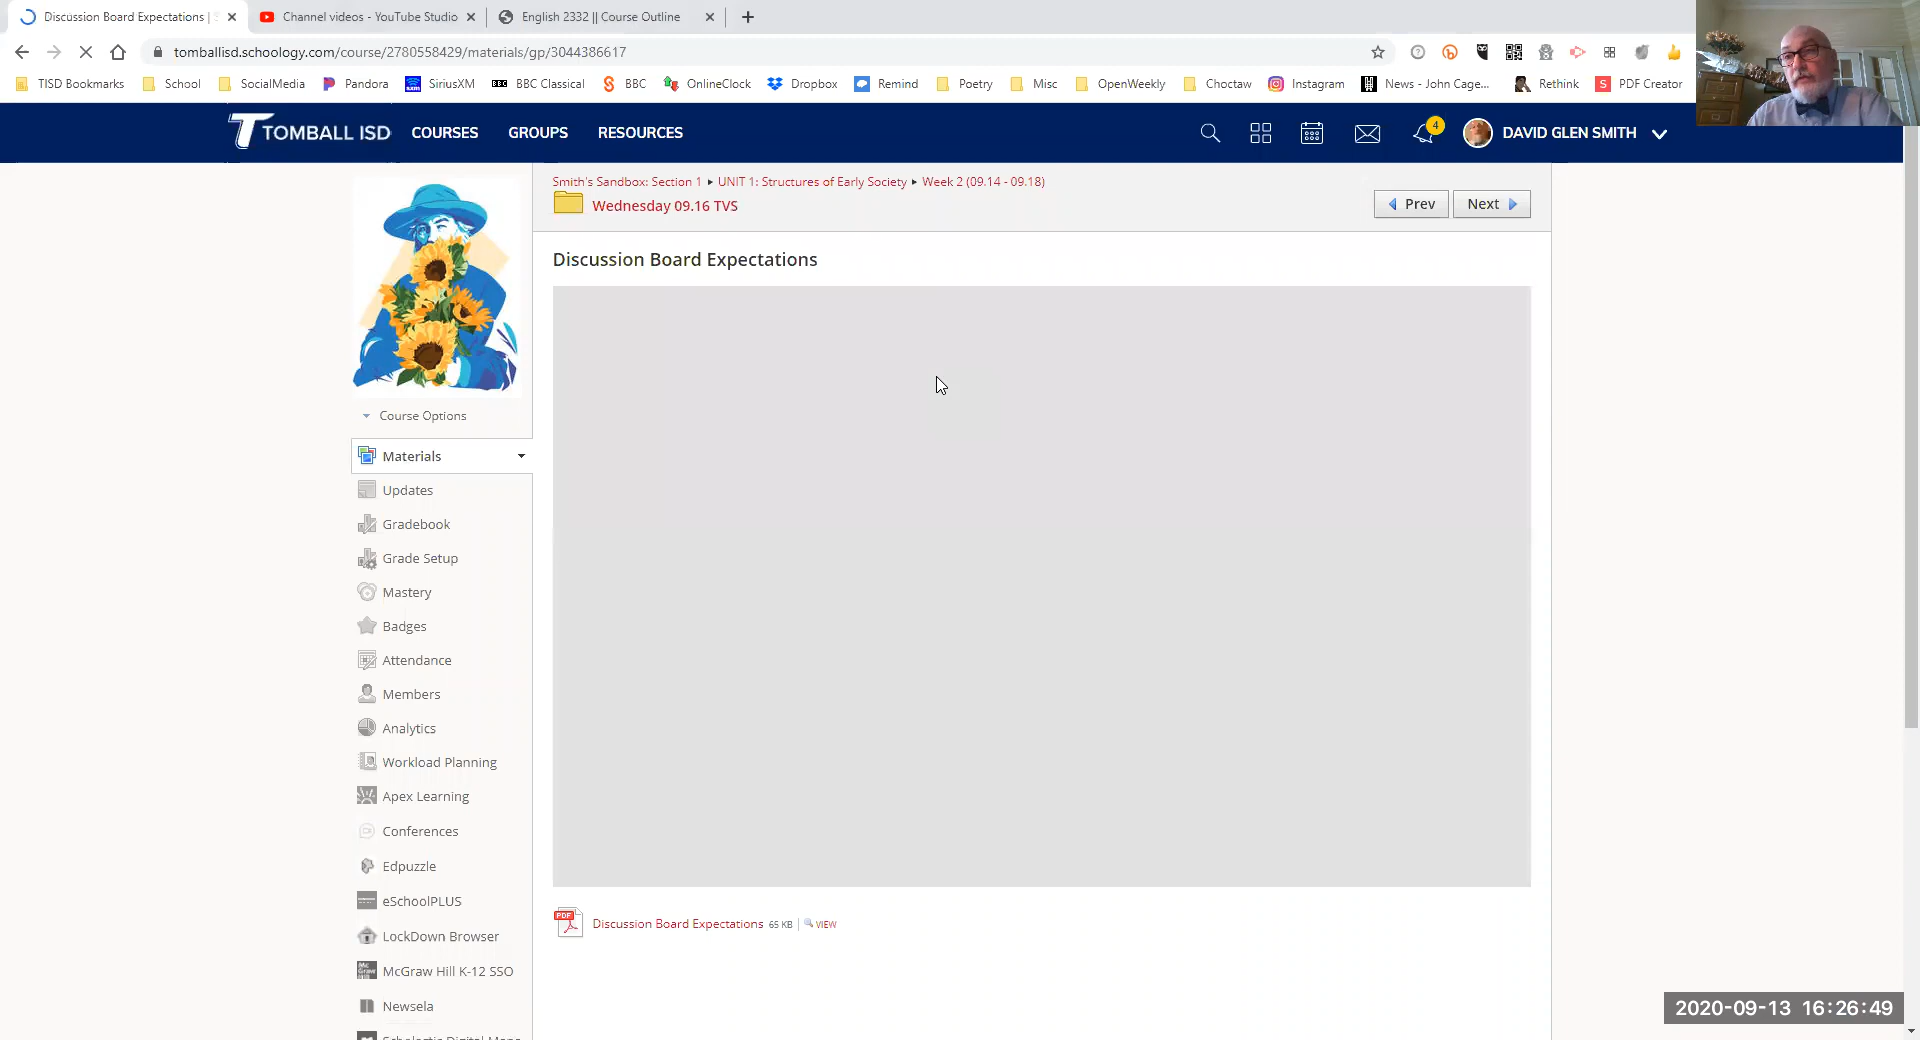 Discussion Board Expectations |
Channel videos - YouTube Studio
English 2332 || Course Outline
tomballisd.schoology.com/course/2780558429/materials/gp/3044386617
TISD Bookmarks
School
SocialMedia
Pandora
SiriusXM
BBC Classical
BBC
OnlineClock
Dropbox
Remind
Poetry
Misc
OpenWeekly
Choctaw
Instagram
News - John Cage...
Rethink
PDF Creator
TOMBALL ISD
COURSES
GROUPS
RESOURCES
4
DAVID GLEN SMITH
Smith's Sandbox: Section 1 ▸ UNIT 1: Structures of Early Society ▸ Week 2 (09.14 - 09.18)
Wednesday 09.16 TVS
Prev
Next
Discussion Board Expectations
Course Options
Materials
Updates
Gradebook
Grade Setup
Mastery
Badges
Attendance
Members
Analytics
Workload Planning
Apex Learning
Conferences
Edpuzzle
eSchoolPLUS
LockDown Browser
McGraw Hill K-12 SSO
Newsela
PDF
Discussion Board Expectations 65 KB | VIEW
2020-09-13 16:26:49